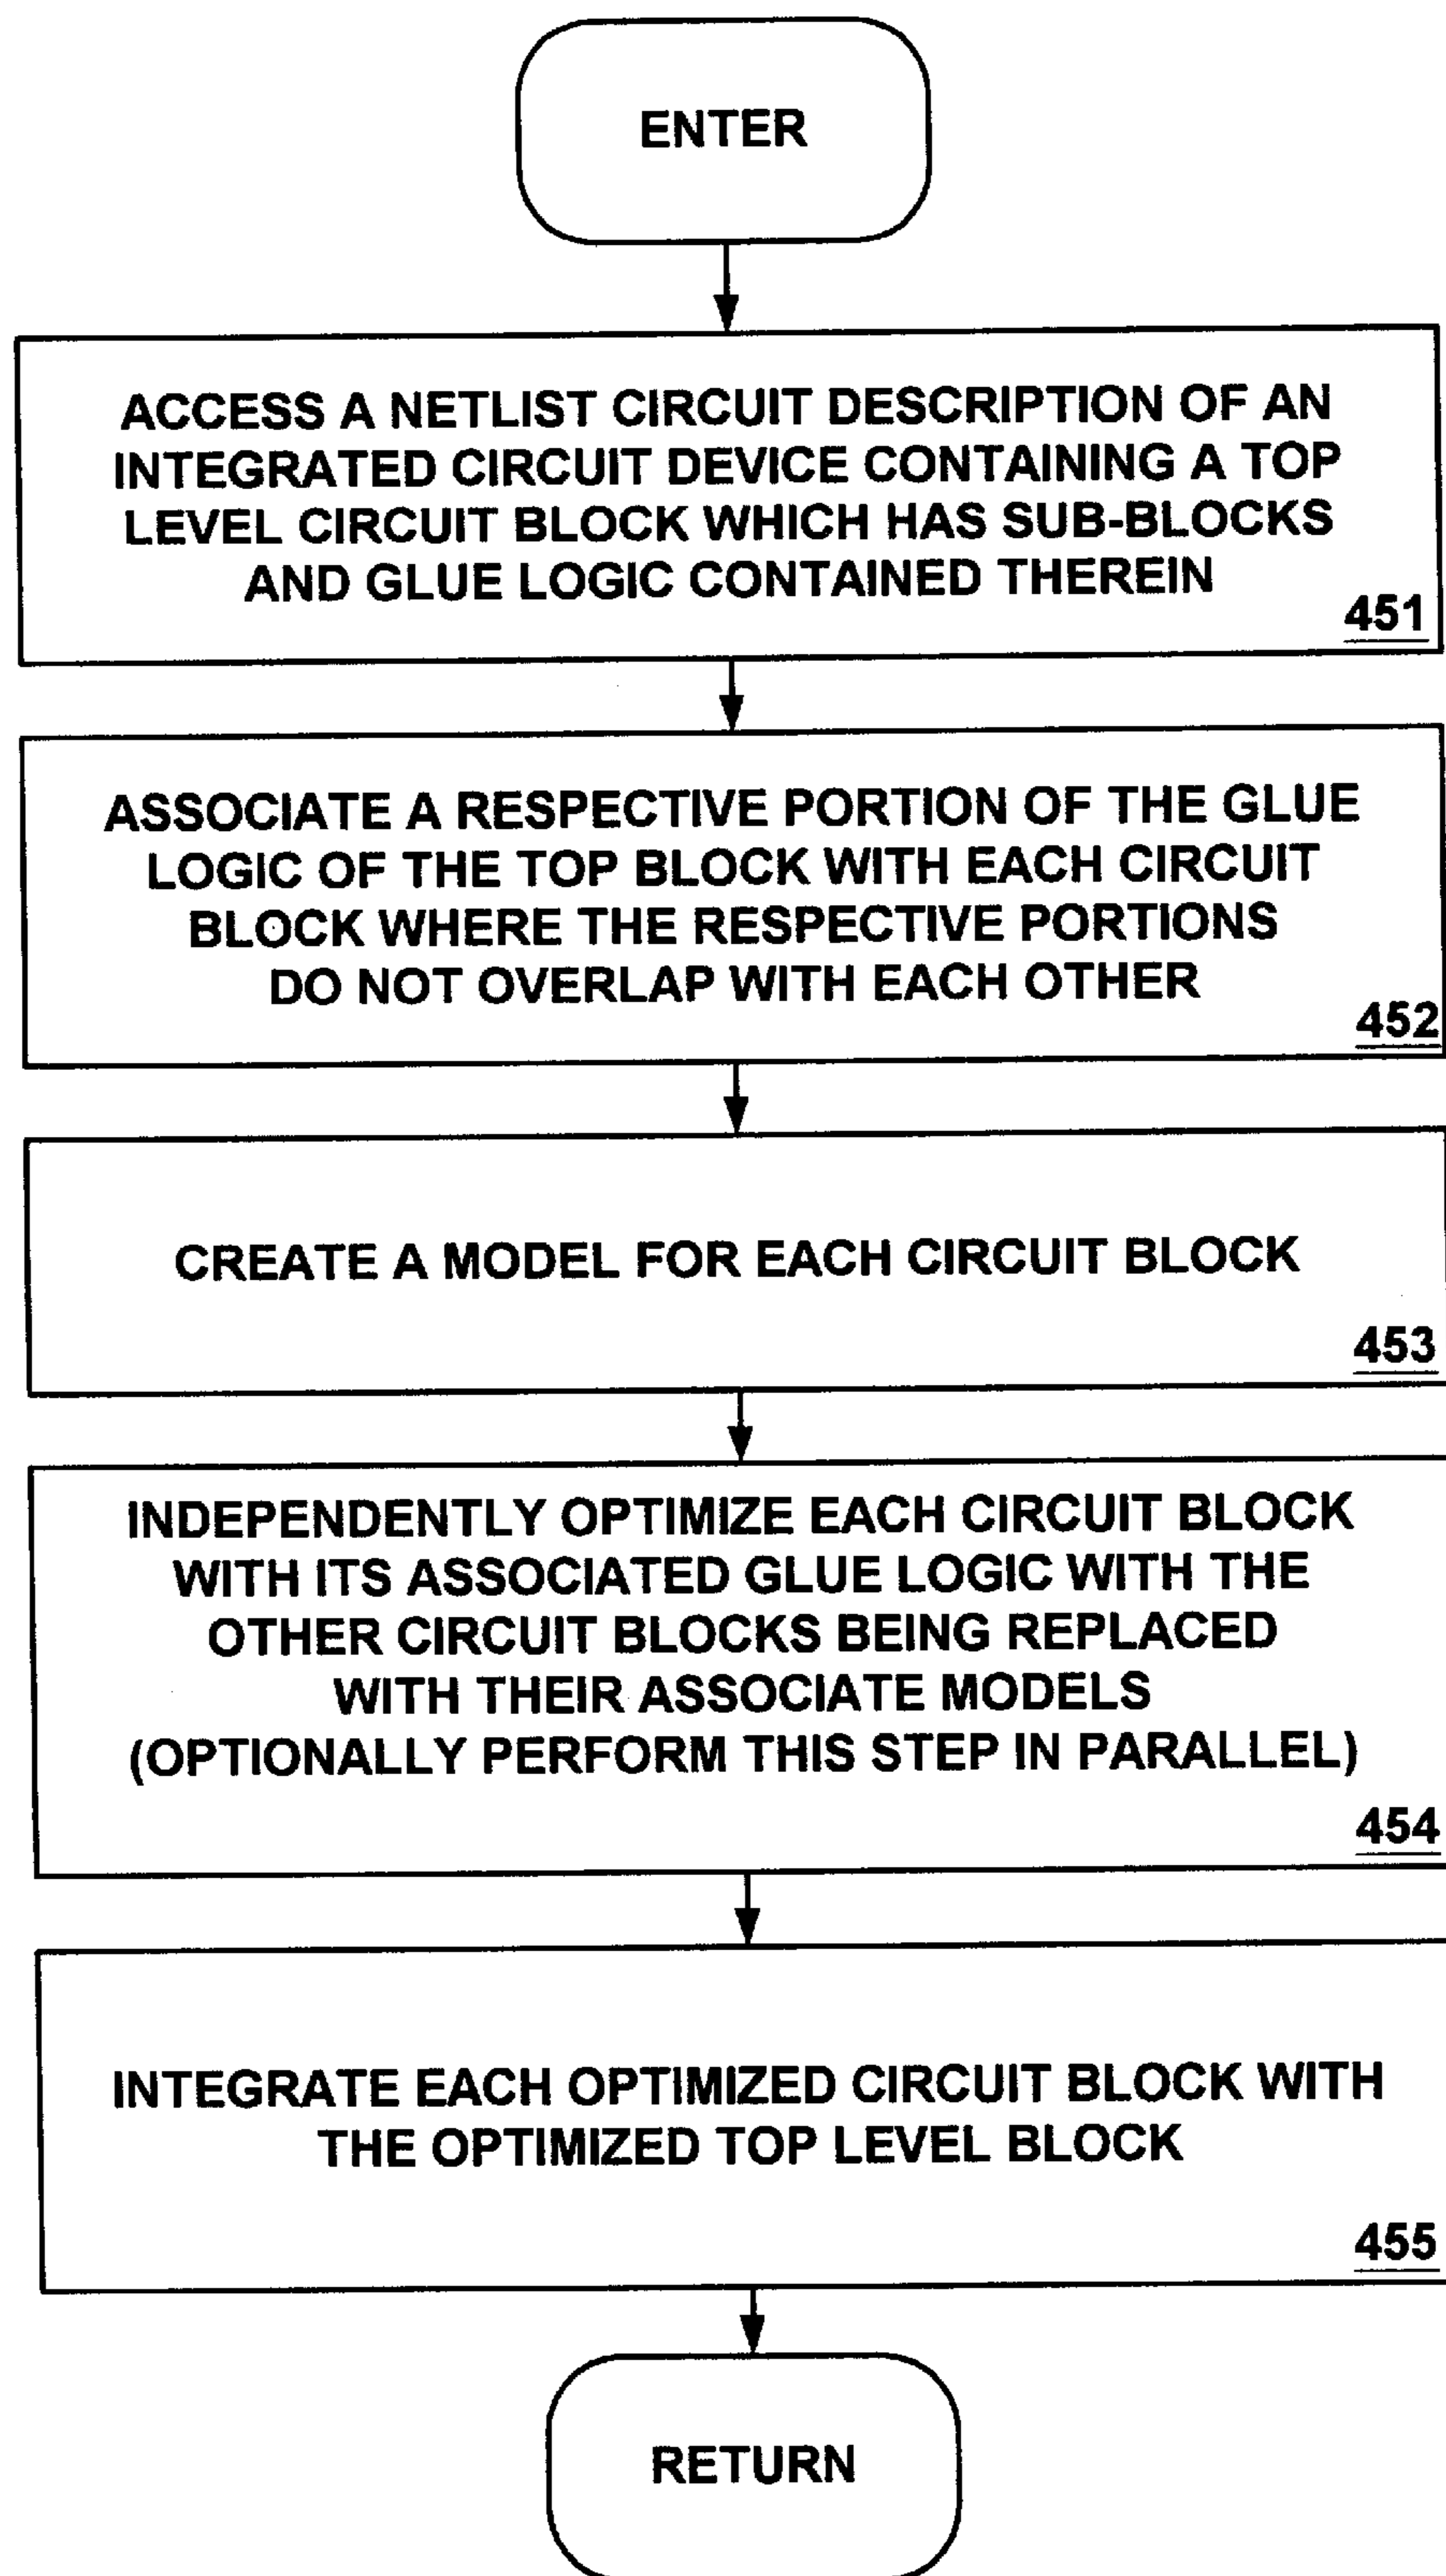 ENTER
ACCESS A NETLIST CIRCUIT DESCRIPTION OF AN
INTEGRATED CIRCUIT DEVICE CONTAINING A TOP
LEVEL CIRCUIT BLOCK WHICH HAS SUB-BLOCKS
AND GLUE LOGIC CONTAINED THEREIN
451
ASSOCIATE A RESPECTIVE PORTION OF THE GLUE
LOGIC OF THE TOP BLOCK WITH EACH CIRCUIT
BLOCK WHERE THE RESPECTIVE PORTIONS
DO NOT OVERLAP WITH EACH OTHER
452
CREATE A MODEL FOR EACH CIRCUIT BLOCK
453
INDEPENDENTLY OPTIMIZE EACH CIRCUIT BLOCK
WITH ITS ASSOCIATED GLUE LOGIC WITH THE
OTHER CIRCUIT BLOCKS BEING REPLACED
WITH THEIR ASSOCIATE MODELS
(OPTIONALLY PERFORM THIS STEP IN PARALLEL)
454
INTEGRATE EACH OPTIMIZED CIRCUIT BLOCK WITH
THE OPTIMIZED TOP LEVEL BLOCK
455
RETURN